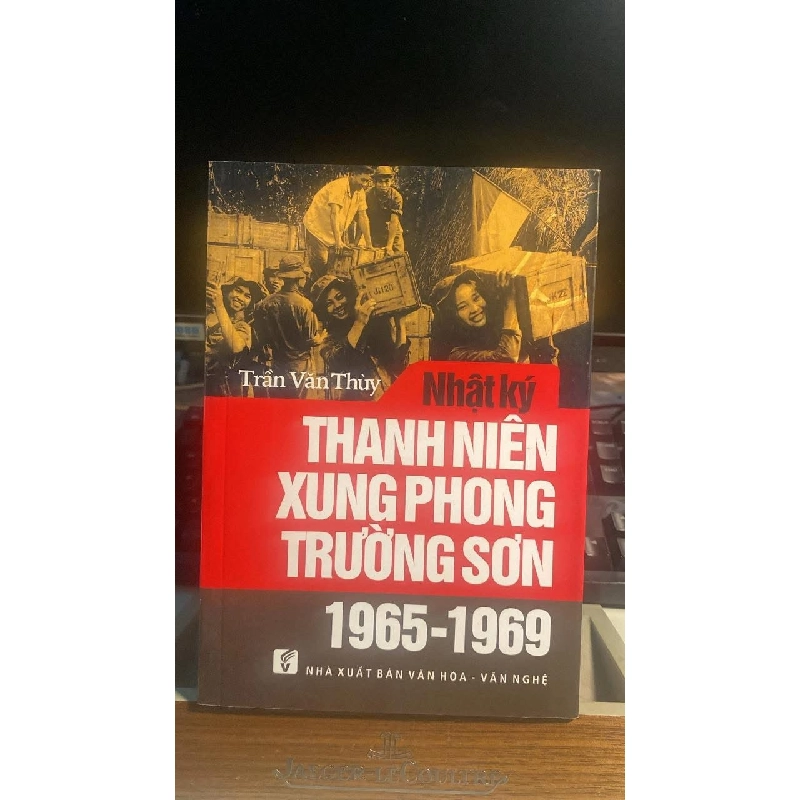 Trần Văn Thùy
Nhật ký
THANH NIÊN
XUNG PHONG
TRƯỜNG SƠN
1965-1969
NHÀ XUẤT BẢN VĂN HÓA - VĂN NGHỆ